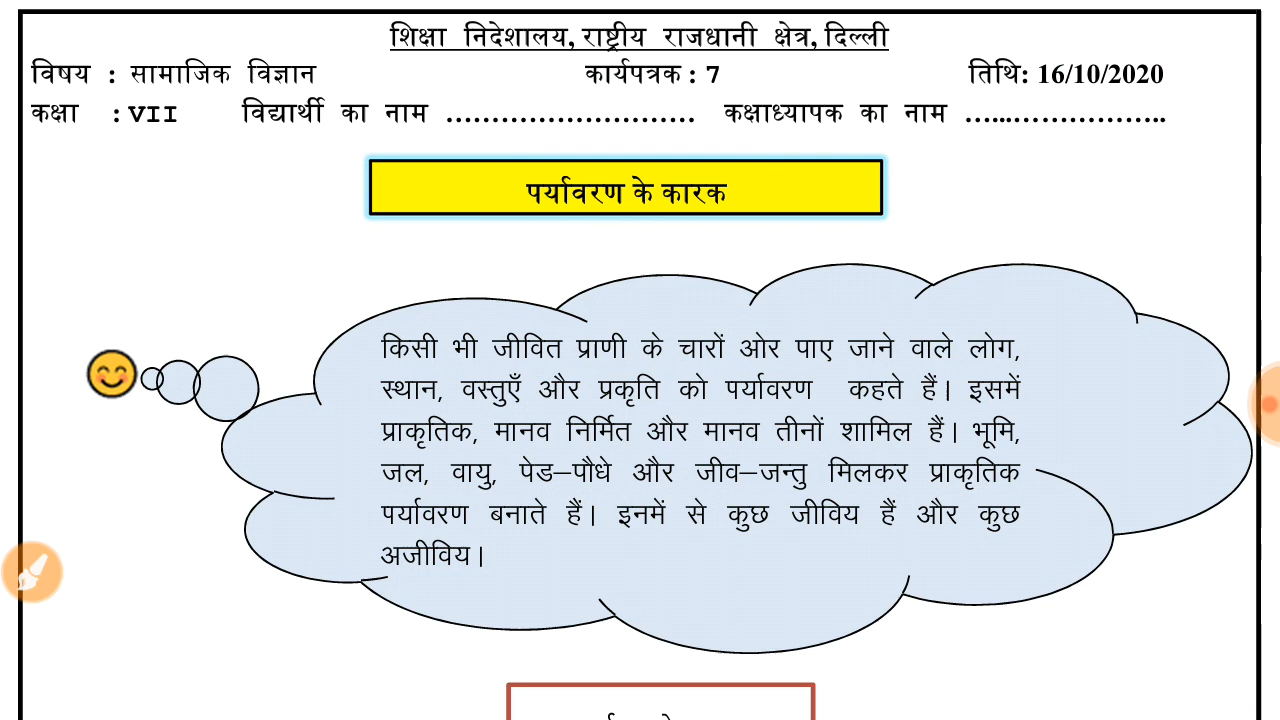 शिक्षा निदेशालय, राष्ट्रीय राजधानी क्षेत्र, दिल्ली
विषय : सामाजिक विज्ञान कार्यपत्रक : 7 तिथि: 16/10/2020
कक्षा : VII विद्यार्थी का नाम ........................... कक्षाध्यापक का नाम .......................
पर्यावरण के कारक
किसी भी जीवित प्राणी के चारों ओर पाए जाने वाले लोग,
स्थान, वस्तुएँ और प्रकृति को पर्यावरण कहते हैं। इसमें
प्राकृतिक, मानव निर्मित और मानव तीनों शामिल हैं। भूमि,
जल, वायु, पेड–पौधे और जीव–जन्तु मिलकर प्राकृतिक
पर्यावरण बनाते हैं। इनमें से कुछ जीविय हैं और कुछ
अजीविय।